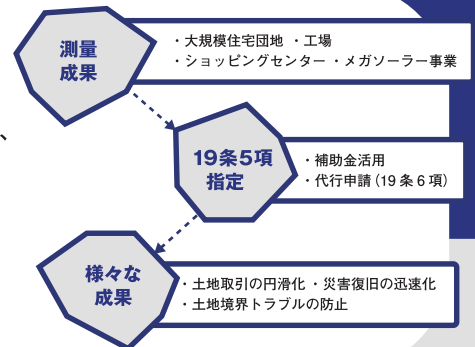 測量
成果
・大規模住宅団地 ・工場
・ショッピングセンター ・メガソーラー事業
、
19条5項
指定
・補助金活用
・代行申請(19条6項)
様々な
成果
・土地取引の円滑化 ・災害復旧の迅速化
・土地境界トラブルの防止